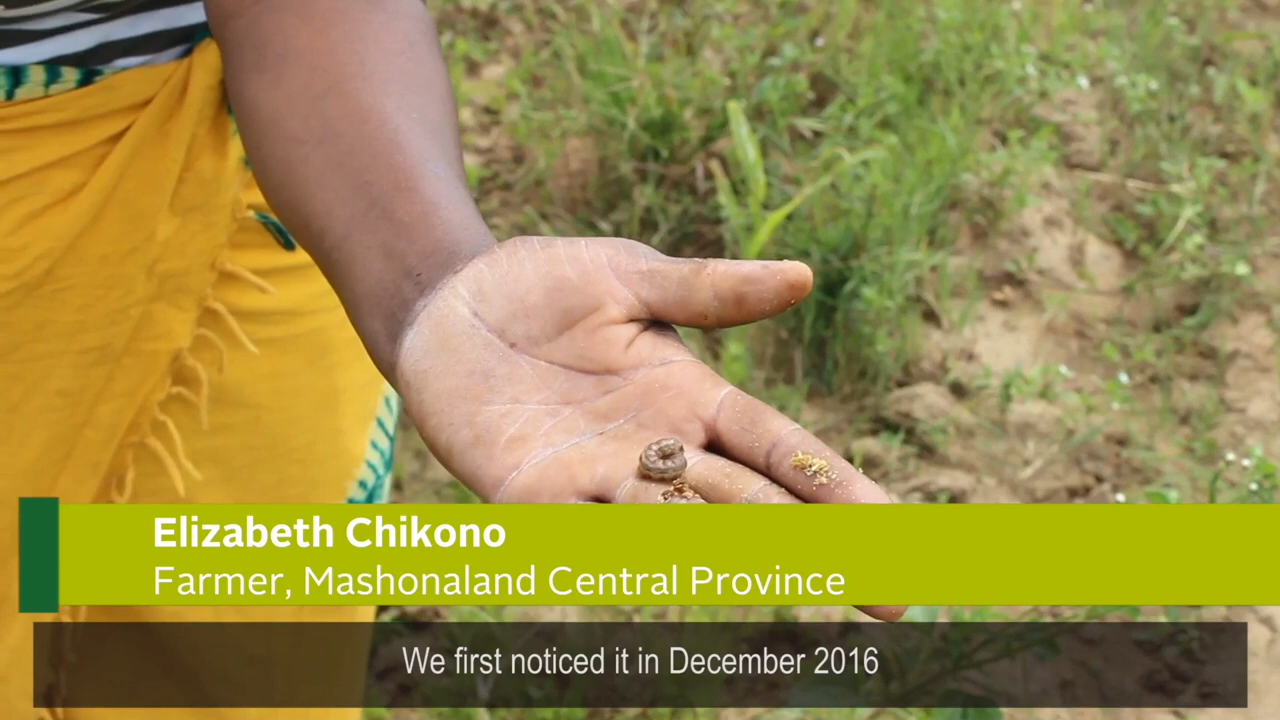 Elizabeth Chikono
Farmer, Mashonaland Central Province
We first noticed it in December 2016